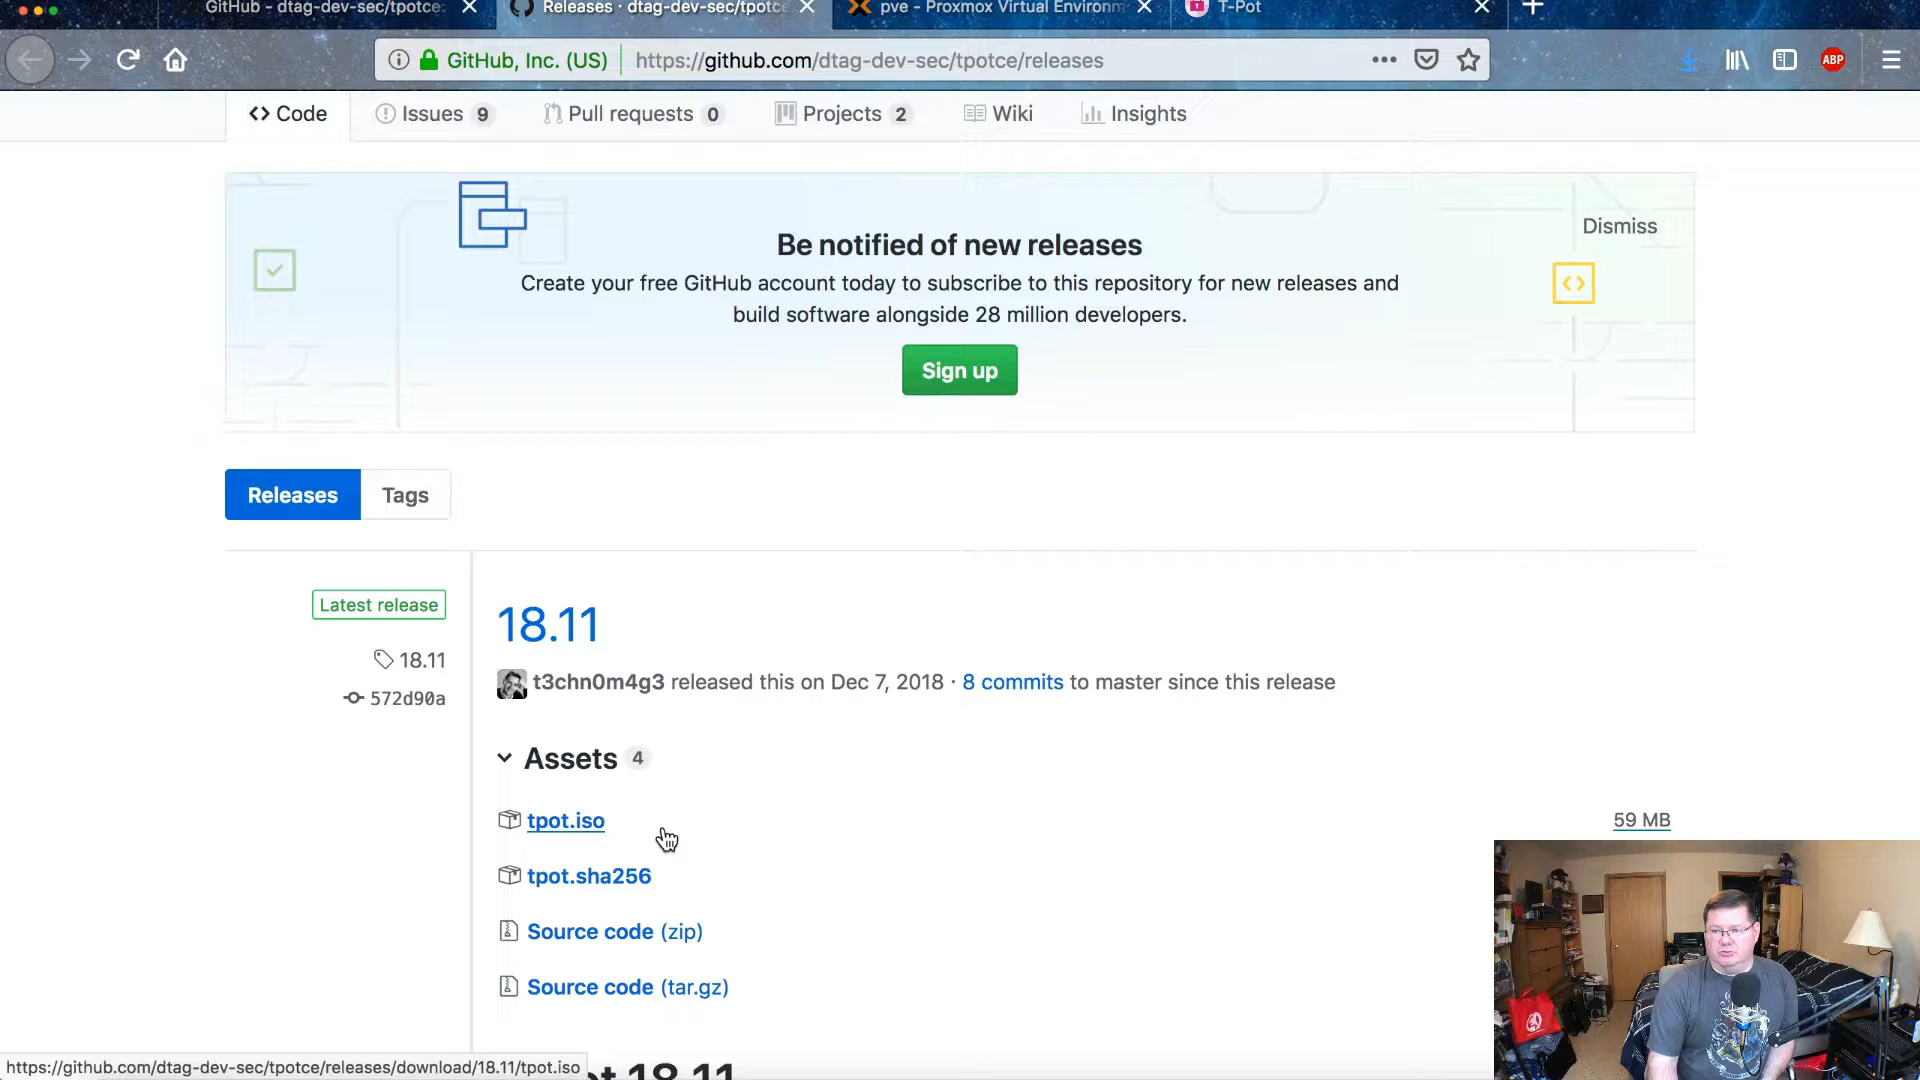 GitHub - dtag-dev-sec/tpotce:
Releases · dtag-dev-sec/tpotce
pve - Proxmox Virtual Environm
T-Pot
GitHub, Inc. (US)
https://github.com/dtag-dev-sec/tpotce/releases
ABP
Code
Issues 9
Pull requests 0
Projects 2
Wiki
Insights
Dismiss
Be notified of new releases
Create your free GitHub account today to subscribe to this repository for new releases and
build software alongside 28 million developers.
Sign up
Releases
Tags
Latest release
18.11
572d90a
18.11
t3chn0m4g3 released this on Dec 7, 2018 · 8 commits to master since this release
Assets 4
tpot.iso
59 MB
tpot.sha256
Source code (zip)
Source code (tar.gz)
https://github.com/dtag-dev-sec/tpotce/releases/download/18.11/tpot.iso
18.11